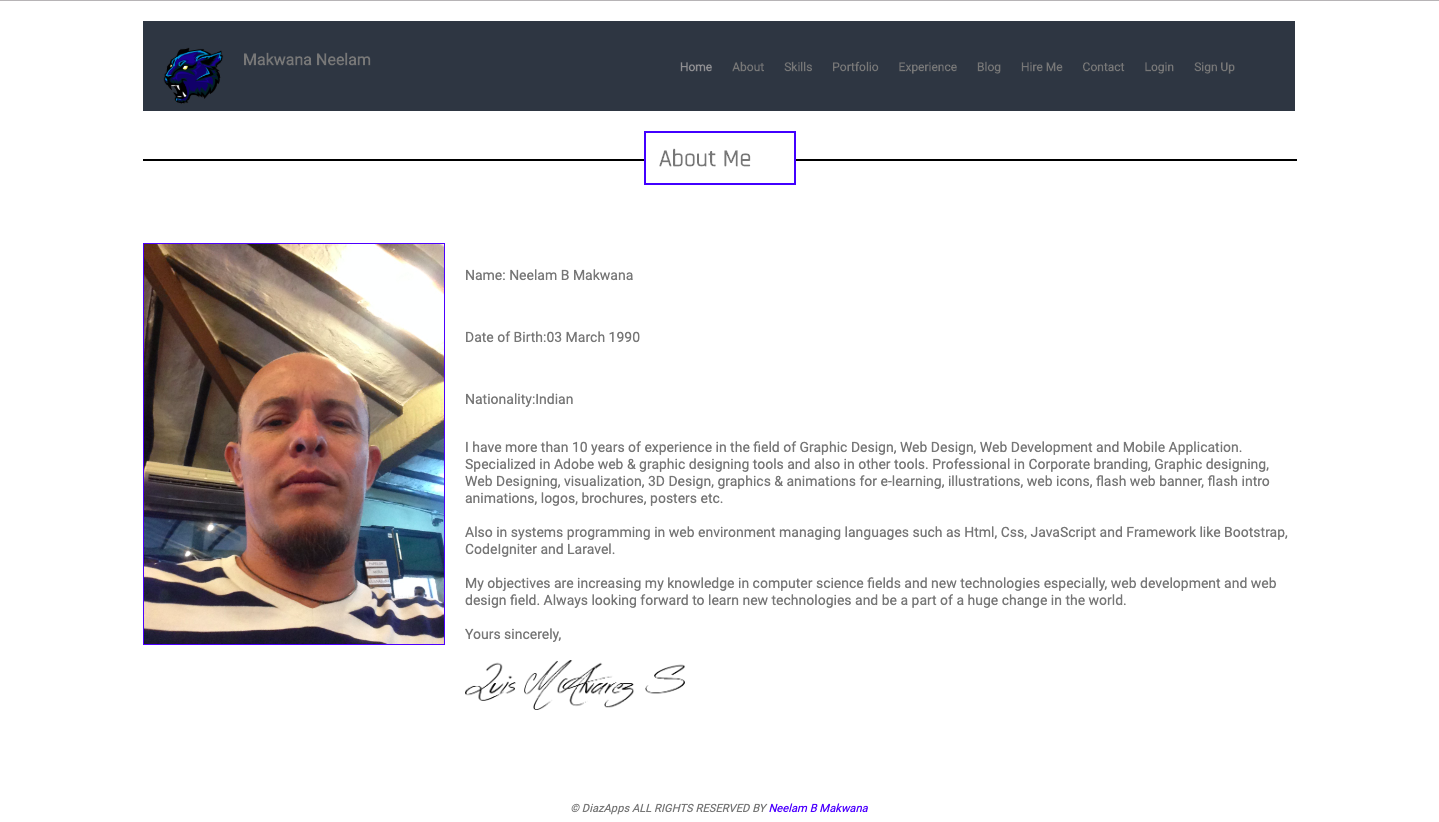 Makwana Neelam
Home About Skills Portfolio Experience Blog Hire Me Contact Login Sign Up
About Me
Name: Neelam B Makwana
Date of Birth:03 March 1990
Nationality:Indian
I have more than 10 years of experience in the field of Graphic Design, Web Design, Web Development and Mobile Application.
Specialized in Adobe web & graphic designing tools and also in other tools. Professional in Corporate branding, Graphic designing,
Web Designing, visualization, 3D Design, graphics & animations for e-learning, illustrations, web icons, flash web banner, flash intro
animations, logos, brochures, posters etc.
Also in systems programming in web environment managing languages such as Html, Css, JavaScript and Framework like Bootstrap,
CodeIgniter and Laravel.
My objectives are increasing my knowledge in computer science fields and new technologies especially, web development and web
design field. Always looking forward to learn new technologies and be a part of a huge change in the world.
Yours sincerely,
Luis M Alvarez S
© DiazApps ALL RIGHTS RESERVED BY Neelam B Makwana